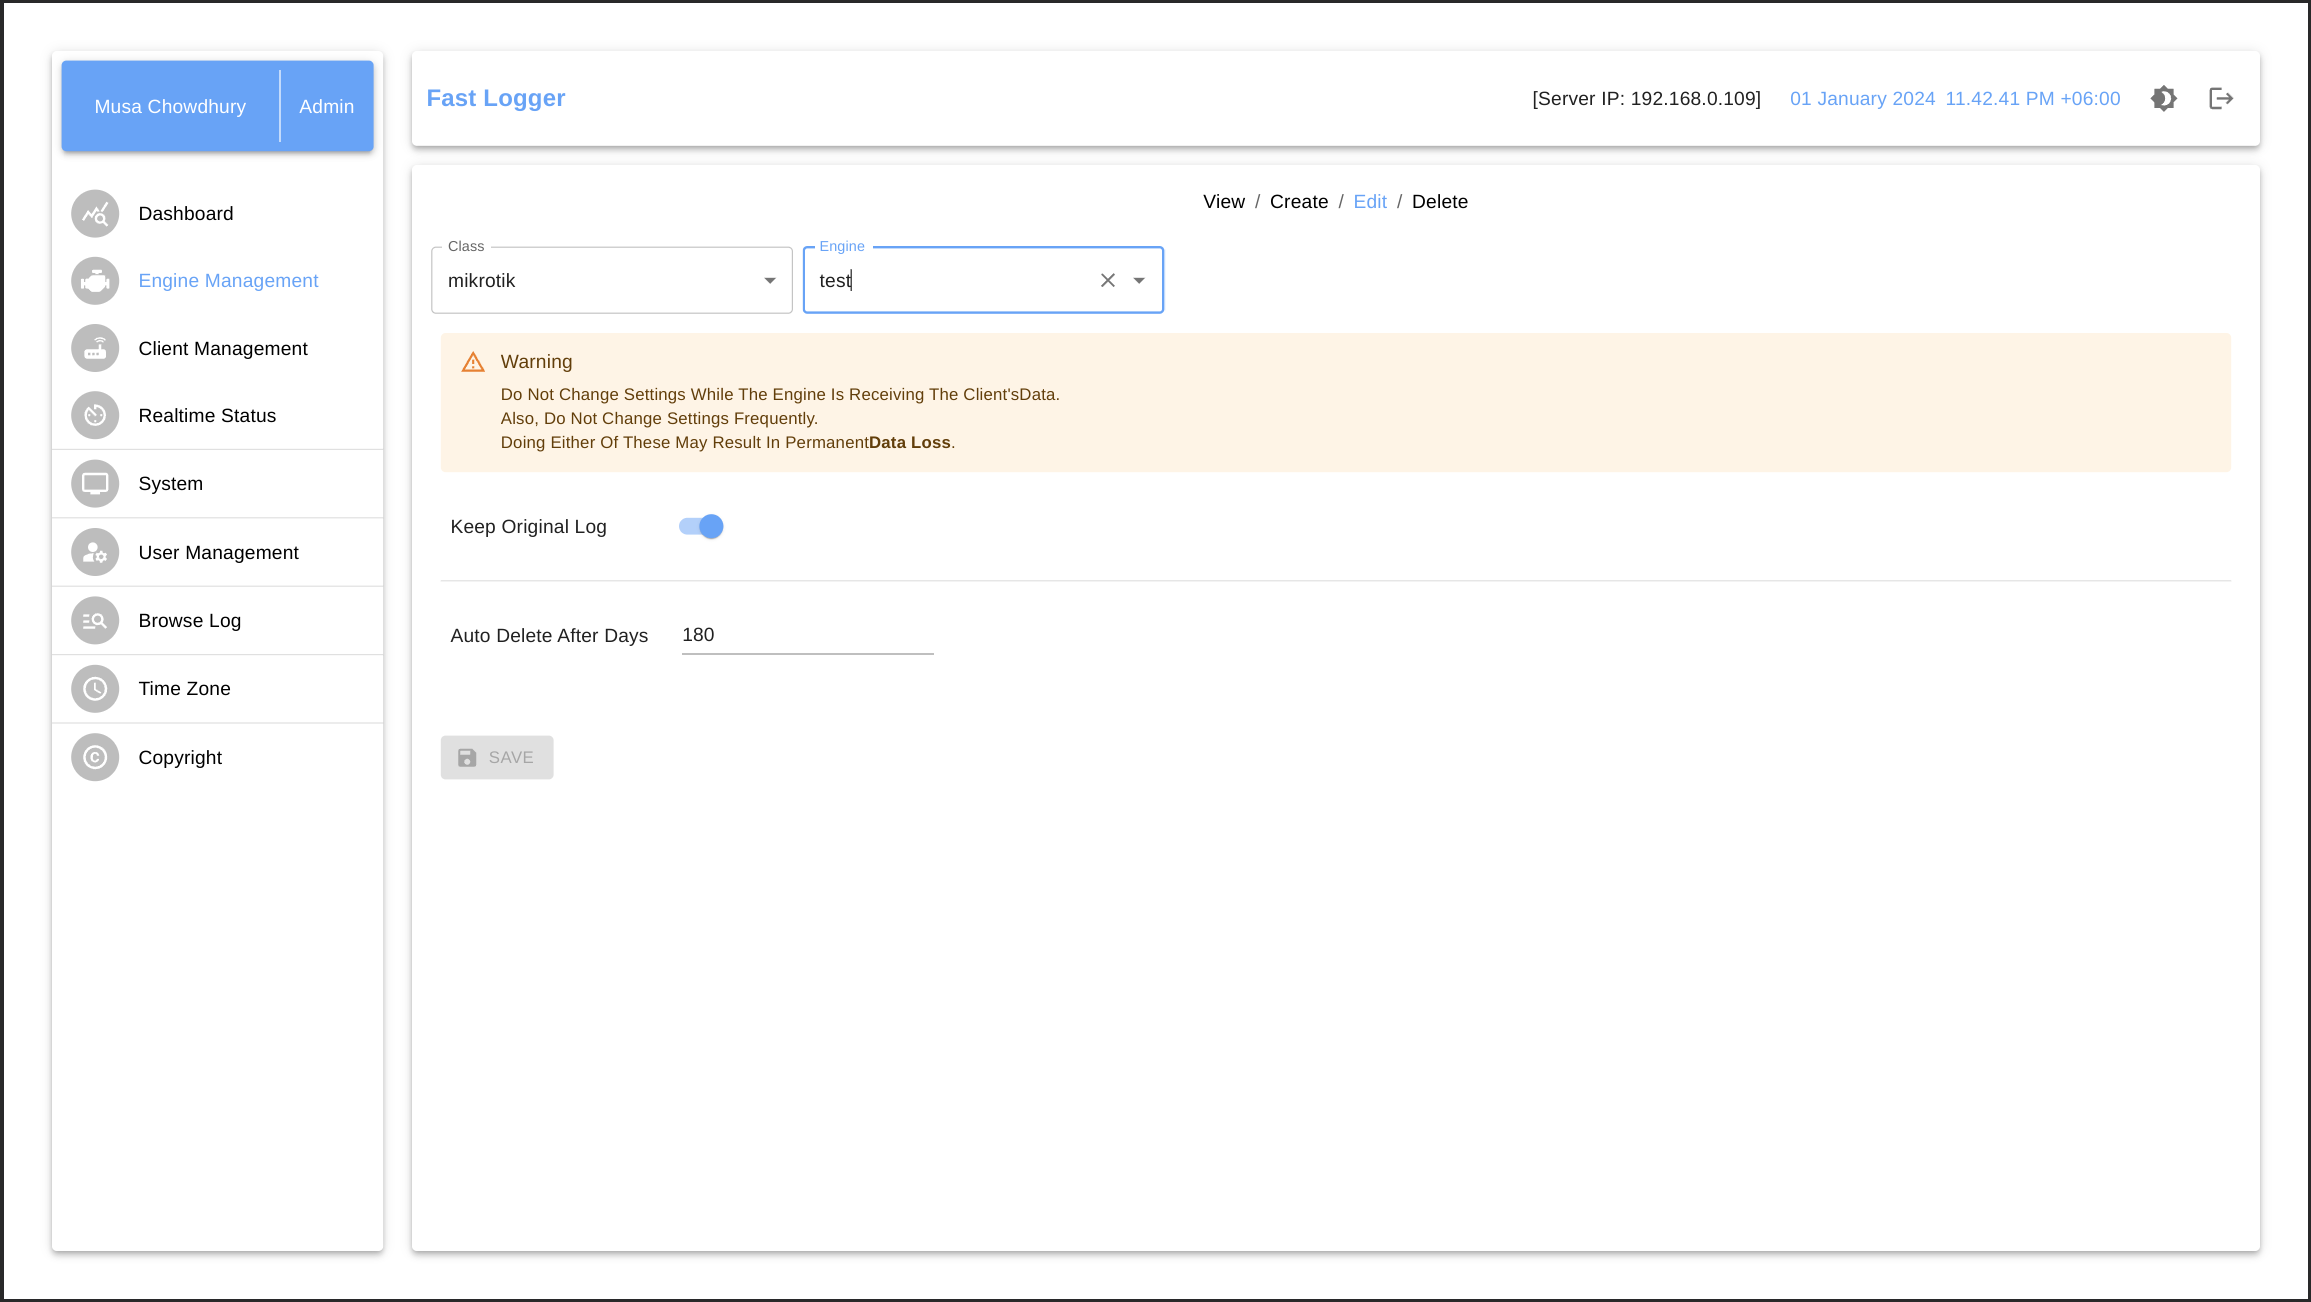 Musa Chowdhury
Admin
Dashboard
Engine Management
Client Management
Realtime Status
System
User Management
Browse Log
Time Zone
Copyright
Fast Logger
[Server IP: 192.168.0.109] 01 January 2024 11.42.41 PM +06:00
View / Create / Edit / Delete
Class
mikrotik
Engine
test
Warning
Do Not Change Settings While The Engine Is Receiving The Client'sData.
Also, Do Not Change Settings Frequently.
Doing Either Of These May Result In PermanentData Loss.
Keep Original Log
Auto Delete After Days 180
SAVE